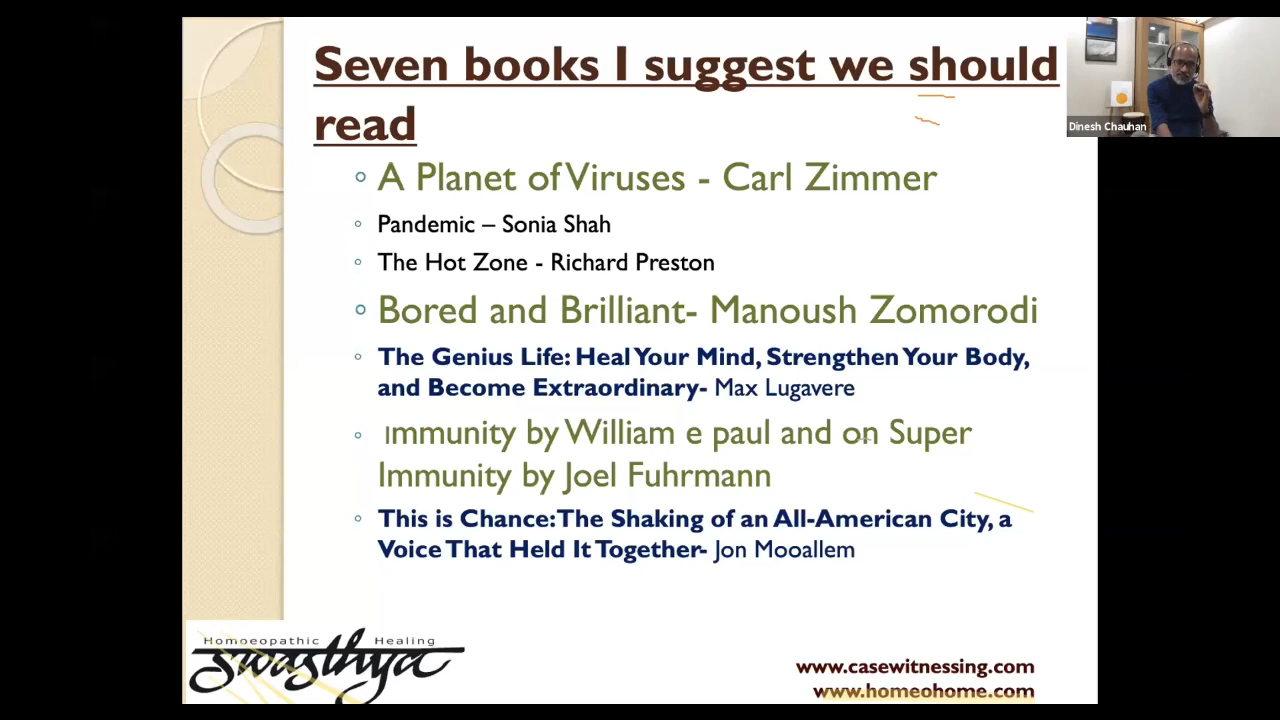 Seven books I suggest we should
read
A Planet of Viruses - Carl Zimmer
Pandemic – Sonia Shah
The Hot Zone - Richard Preston
Bored and Brilliant- Manoush Zomorodi
The Genius Life: Heal Your Mind, Strengthen Your Body,
and Become Extraordinary- Max Lugavere
Immunity by William e paul and on Super
Immunity by Joel Fuhrmann
This is Chance: The Shaking of an All-American City, a
Voice That Held It Together- Jon Mooallem
Homoeopathic Healing
swasthya
www.casewitnessing.com
www.homeohome.com
Dinesh Chauhan